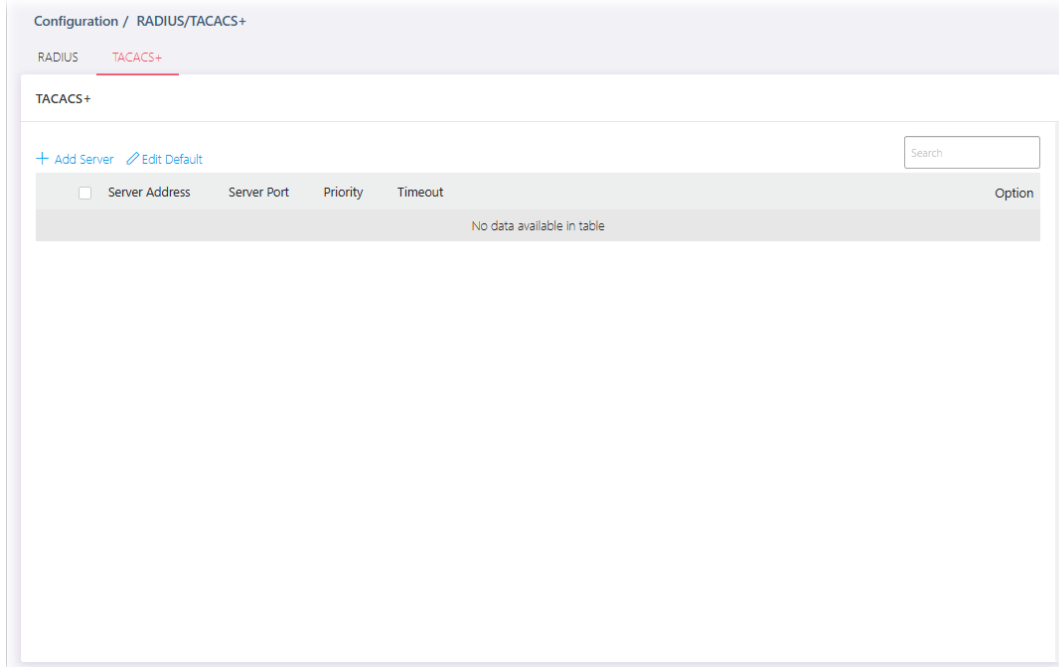 Configuration / RADIUS/TACACS+
RADIUS TACACS+
TACACS+
+ Add Server Edit Default
Search
Server Address Server Port Priority Timeout Option
No data available in table